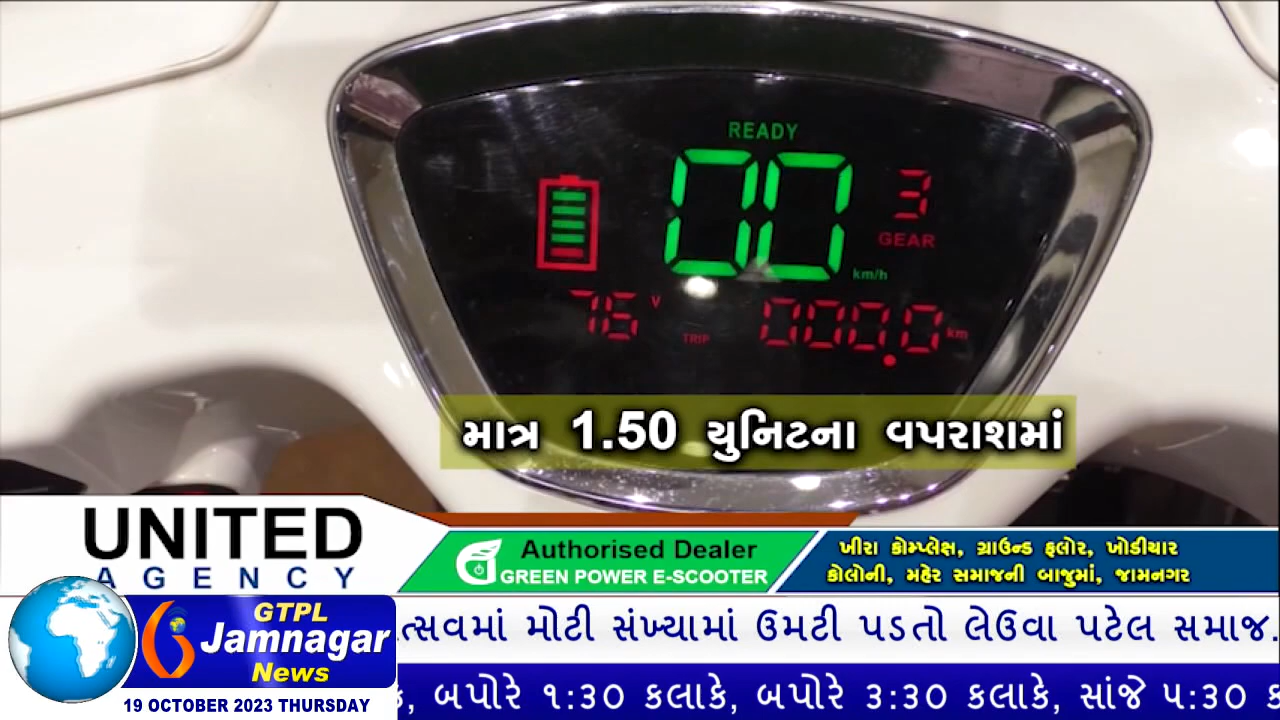 READY
00
3
GEAR
km/h
76 V
TRIP
000.0 km
માત્ર 1.50 યુનિટના વપરાશમાં
UNITED
AGENCY
Authorised Dealer
GREEN POWER E-SCOOTER
ખીરા કોમ્પ્લેક્ષ, ગ્રાઉન્ડ ફ્લોર, ખોડીયાર
કોલોની, મહેર સમાજની બાજુમાં, જામનગર
GTPL
Jamnagar
News
ત્સવમાં મોટી સંખ્યામાં ઉમટી પડતો લેઉવા પટેલ સમાજ.
19 OCTOBER 2023 THURSDAY
, બપોરે ૧:૩૦ કલાકે, બપોરે ૩:૩૦ કલાકે, સાંજે ૫:૩૦